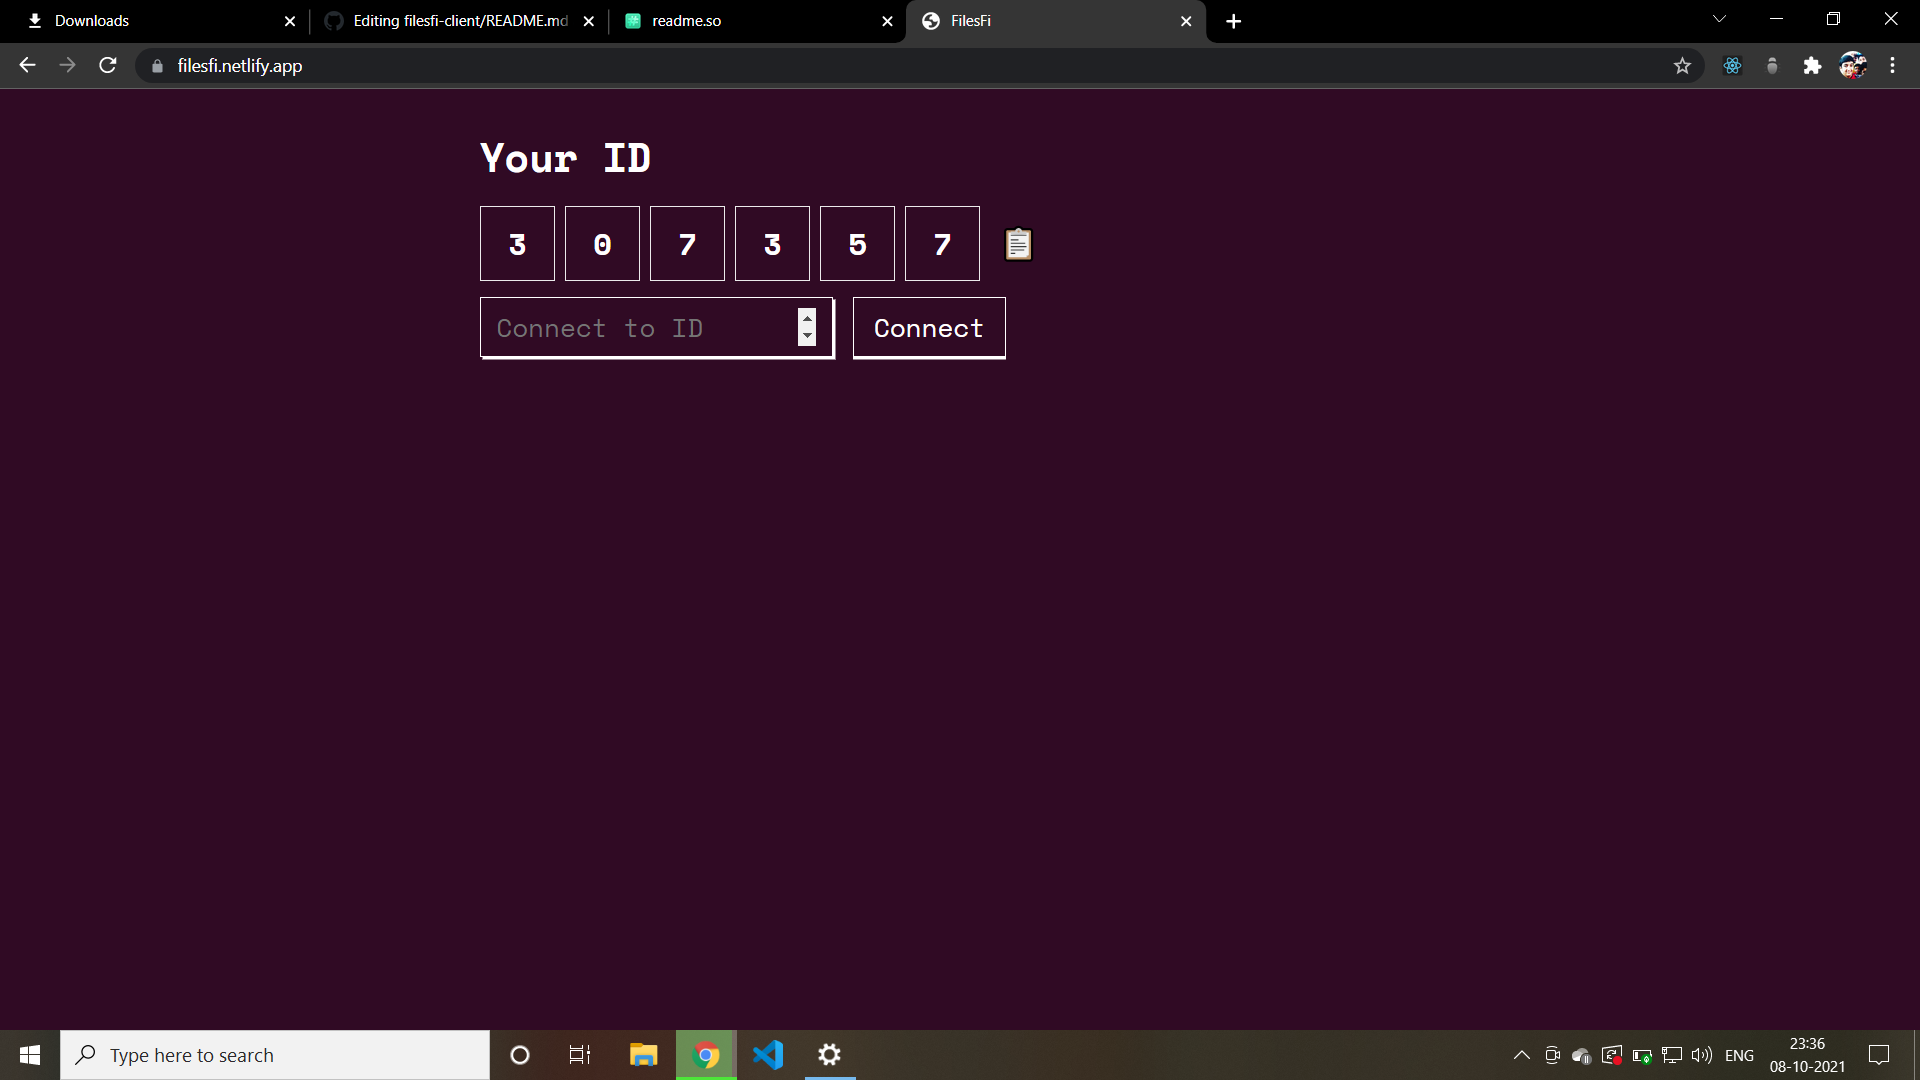 Downloads
Editing filesfi-client/README.md
readme.so
FilesFi
filesfi.netlify.app
Your ID
3 0 7 3 5 7
Connect to ID
Connect
Type here to search
ENG
23:36
08-10-2021